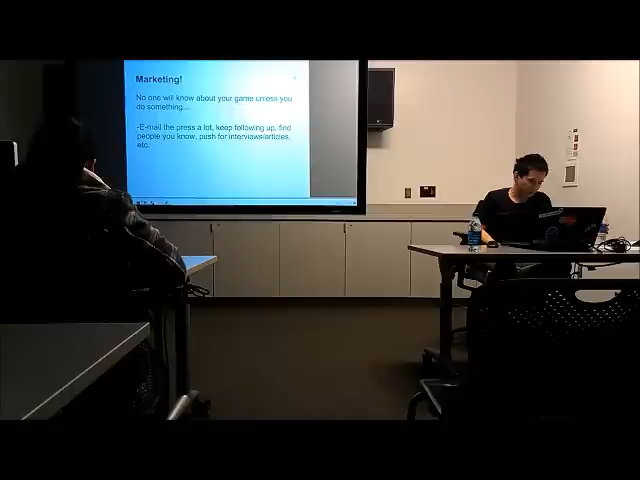 Marketing!
No one will know about your game unless you
do something...
-E-mail the press a lot, keep following up, find
people you know, push for interviews/articles,
etc.